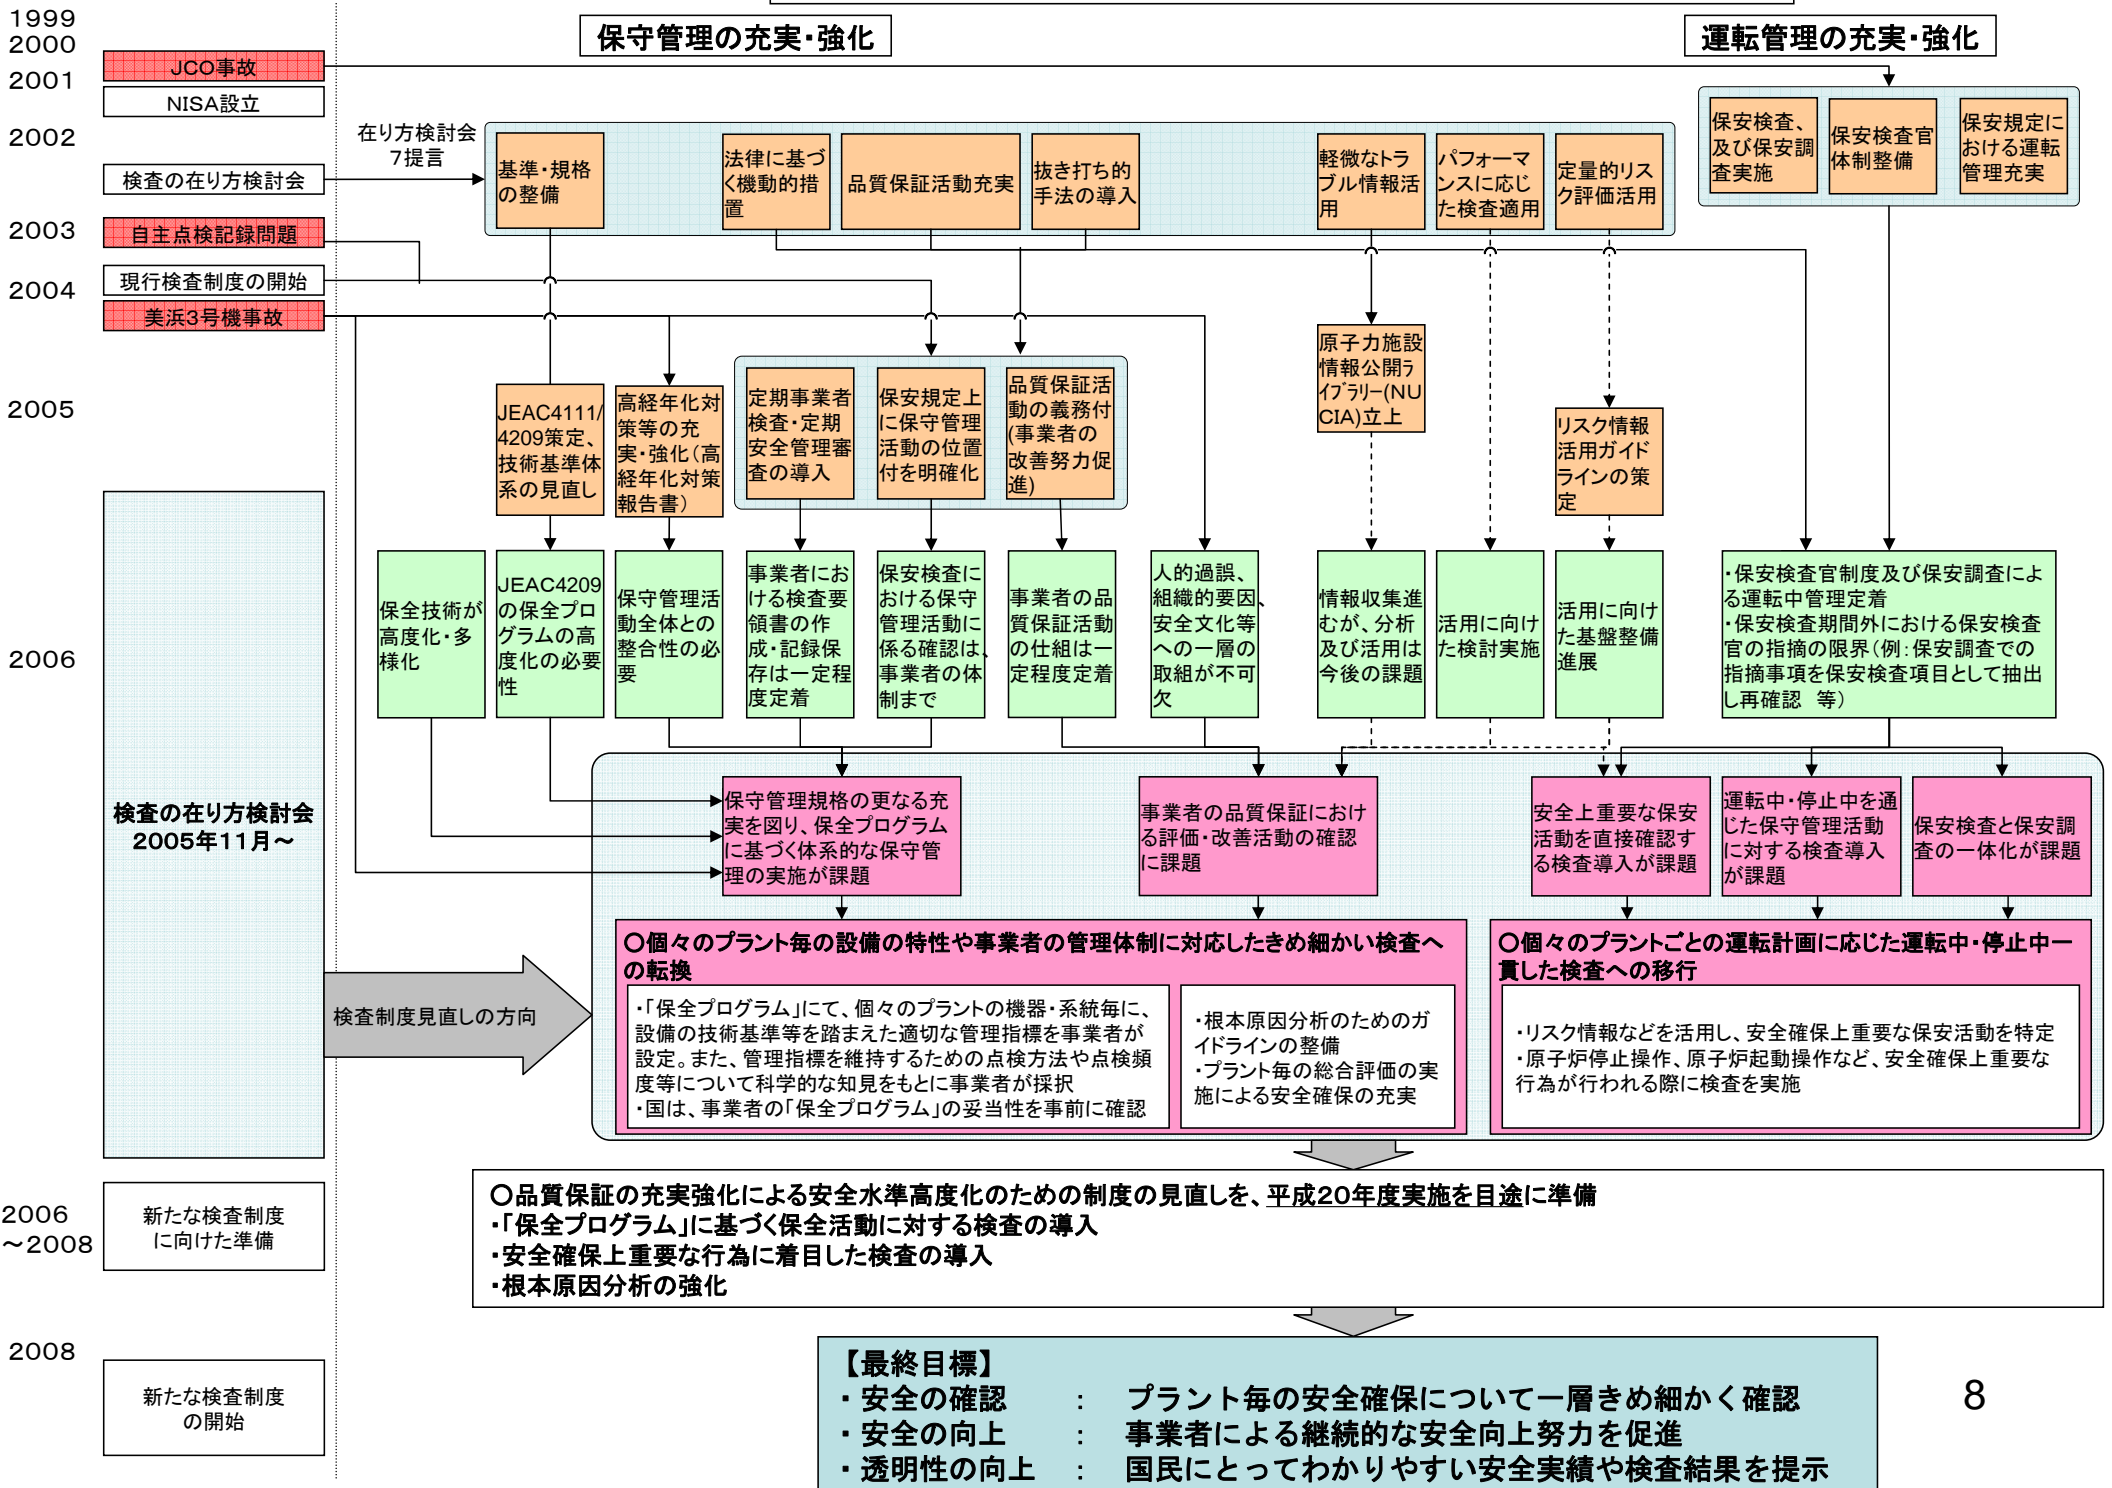 1999
2000
2001
2002
2003
2004
2005
2006
2006
～2008
2008
保守管理の充実・強化
運転管理の充実・強化
JCO事故
NISA設立
検査の在り方検討会
自主点検記録問題
現行検査制度の開始
美浜3号機事故
在り方検討会
7提言
基準・規格
の整備
法律に基づ
く機動的措
置
品質保証活動充実
抜き打ち的
手法の導入
軽微なトラ
ブル情報活
用
パフォーマ
ンスに応じ
た検査適用
定量的リス
ク評価活用
保安検査、
及び保安調
査実施
保安検査官
体制整備
保安規定に
おける運転
管理充実
JEAC4111/
4209策定、
技術基準体
系の見直し
高経年化対
策等の充
実・強化（高
経年化対策
報告書）
定期事業者
検査・定期
安全管理審
査の導入
保安規定上
に保守管理
活動の位置
付を明確化
品質保証活
動の義務付
(事業者の
改善努力促
進)
原子力施設
情報公開ラ
イブラリー(NU
CIA)立上
リスク情報
活用ガイド
ラインの策
定
保全技術が
高度化・多
様化
JEAC4209
の保全プロ
グラムの高
度化の必要
性
保守管理活
動全体との
整合性の必
要
事業者にお
ける検査要
領書の作
成・記録保
存は一定程
度定着
保安検査に
おける保守
管理活動に
係る確認は、
事業者の体
制まで
事業者の品
質保証活動
の仕組は一
定程度定着
人的過誤、
組織的要因、
安全文化等
への一層の
取組が不可
欠
情報収集進
むが、分析
及び活用は
今後の課題
活用に向け
た検討実施
活用に向け
た基盤整備
進展
・保安検査官制度及び保安調査によ
る運転中管理定着
・保安検査期間外における保安検査
官の指摘の限界（例：保安調査での
指摘事項を保安検査項目として抽出
し再確認　等）
検査の在り方検討会
2005年11月～
保守管理規格の更なる充
実を図り、保全プログラム
に基づく体系的な保守管
理の実施が課題
事業者の品質保証におけ
る評価・改善活動の確認
に課題
安全上重要な保安
活動を直接確認す
る検査導入が課題
運転中・停止中を通
じた保守管理活動
に対する検査導入
が課題
保安検査と保安調
査の一体化が課題
検査制度見直しの方向
○個々のプラント毎の設備の特性や事業者の管理体制に対応したきめ細かい検査へ
の転換
・「保全プログラム」にて、個々のプラントの機器・系統毎に、
設備の技術基準等を踏まえた適切な管理指標を事業者が
設定。また、管理指標を維持するための点検方法や点検頻
度等について科学的な知見をもとに事業者が採択
・国は、事業者の「保全プログラム」の妥当性を事前に確認
・根本原因分析のためのガ
イドラインの整備
・プラント毎の総合評価の実
施による安全確保の充実
○個々のプラントごとの運転計画に応じた運転中・停止中一
貫した検査への移行
・リスク情報などを活用し、安全確保上重要な保安活動を特定
・原子炉停止操作、原子炉起動操作など、安全確保上重要な
行為が行われる際に検査を実施
新たな検査制度
に向けた準備
○品質保証の充実強化による安全水準高度化のための制度の見直しを、平成20年度実施を目途に準備
・「保全プログラム」に基づく保全活動に対する検査の導入
・安全確保上重要な行為に着目した検査の導入
・根本原因分析の強化
新たな検査制度
の開始
【最終目標】
・安全の確認　：　プラント毎の安全確保について一層きめ細かく確認
・安全の向上　：　事業者による継続的な安全向上努力を促進
・透明性の向上　：　国民にとってわかりやすい安全実績や検査結果を提示
8